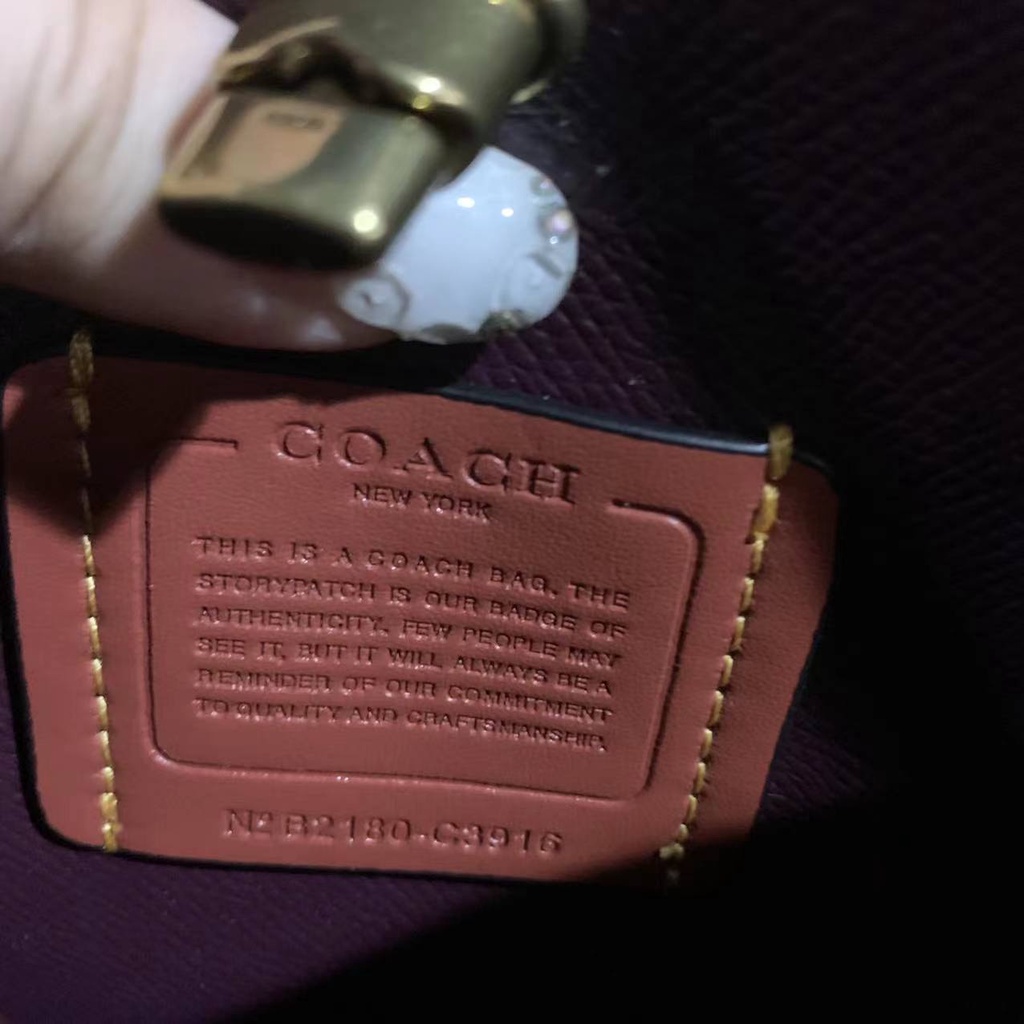 COACH
NEW YORK
THIS IS A COACH BAG. THE
STORYPATCH IS OUR BADGE OF
AUTHENTICITY. FEW PEOPLE MAY
SEE IT, BUT IT WILL ALWAYS BE A
REMINDER OF OUR COMMITMENT
TO QUALITY AND CRAFTSMANSHIP.
Nº B2180-C3916